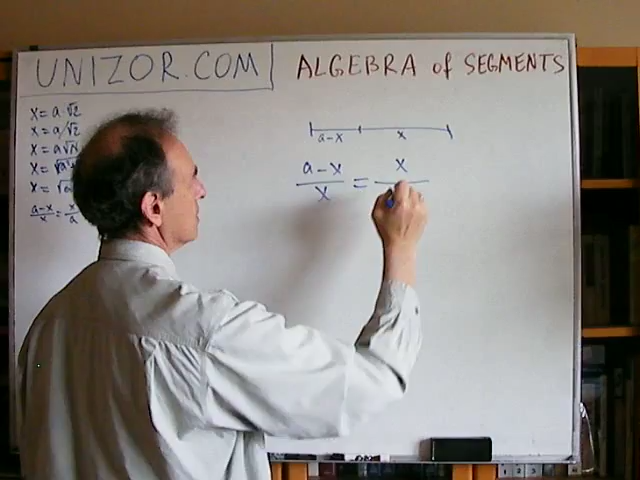 UNIZOR.COM
ALGEBRA of SEGMENTS
x = a√2
x = a/√2
x = a√N
x =
x =
a-x/x = x/a
a-x x
a-x/x = x/